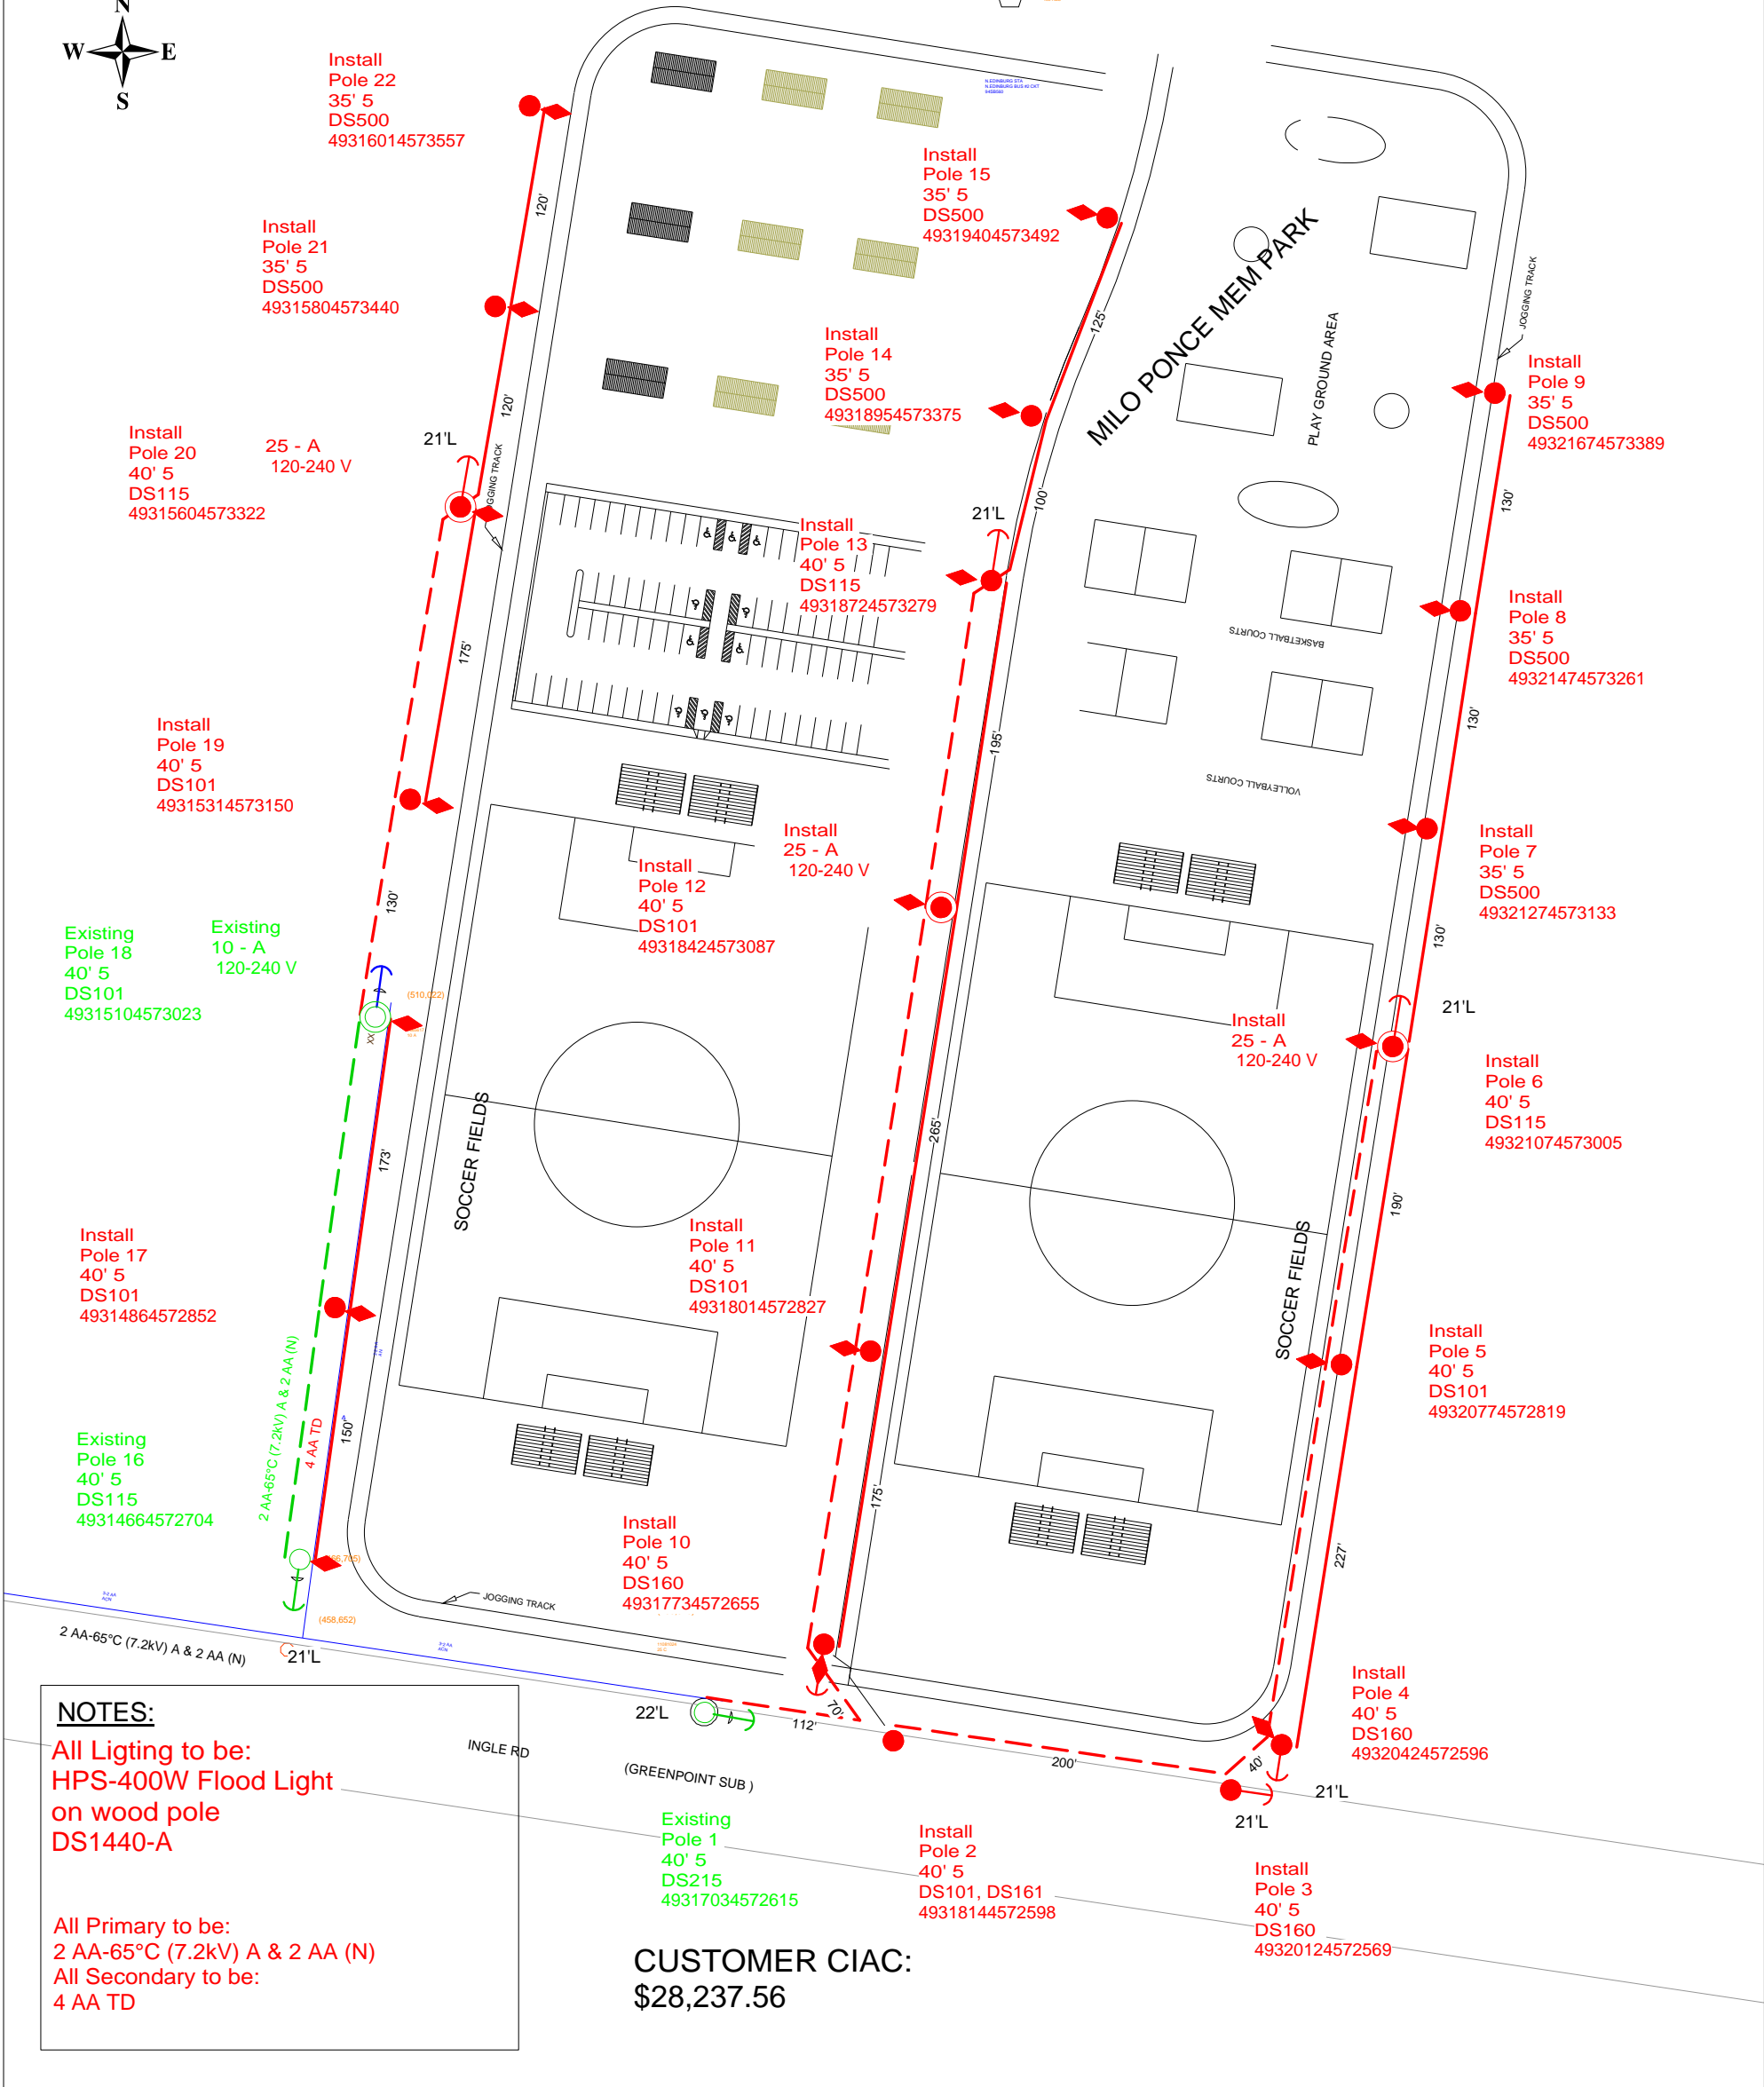 N
W E
S
N.EDINBURG STA
N.EDINBURG BUS #2 CKT
Install
Pole 22
35' 5
DS500
49316014573557
Install
Pole 21
35' 5
DS500
49315804573440
Install
Pole 15
35' 5
DS500
49319404573492
Install
Pole 14
35' 5
DS500
49318954573375
MILO PONCE MEM PARK
PLAY GROUND AREA
JOGGING TRACK
Install
Pole 9
35' 5
DS500
49321674573389
120'
120'
125'
100'
130'
130'
130'
Install
Pole 20
40' 5
DS115
49315604573322
25 - A
120-240 V
21'L
OGGING TRACK
175'
Install
Pole 13
40' 5
DS115
49318724573279
21'L
195'
BASKETBALL COURTS
VOLLEYBALL COURTS
Install
Pole 8
35' 5
DS500
49321474573261
Install
Pole 19
40' 5
DS101
49315314573150
130'
Install
25 - A
120-240 V
Install
Pole 12
40' 5
DS101
49318424573087
Install
Pole 7
35' 5
DS500
49321274573133
Existing
Pole 18
40' 5
DS101
49315104573023
Existing
10 - A
120-240 V
(510,022)
XX
173'
SOCCER FIELDS
265'
Install
25 - A
120-240 V
21'L
Install
Pole 6
40' 5
DS115
49321074573005
190'
SOCCER FIELDS
Install
Pole 17
40' 5
DS101
49314864572852
Install
Pole 11
40' 5
DS101
49318014572827
Install
Pole 5
40' 5
DS101
49320774572819
2 AA-65°C (7.2kV) A & 2 AA (N)
4 AA TD
150'
Existing
Pole 16
40' 5
DS115
49314664572704
175'
227'
Install
Pole 10
40' 5
DS160
49317734572655
JOGGING TRACK
(458,652)
2 AA-65°C (7.2kV) A & 2 AA (N)
21'L
22'L
112'
70'
200'
40'
Install
Pole 4
40' 5
DS160
49320424572596
21'L
21'L
INGLE RD
(GREENPOINT SUB )
Existing
Pole 1
40' 5
DS215
49317034572615
Install
Pole 2
40' 5
DS101, DS161
49318144572598
Install
Pole 3
40' 5
DS160
49320124572569
NOTES:
All Ligting to be:
HPS-400W Flood Light
on wood pole
DS1440-A
All Primary to be:
2 AA-65°C (7.2kV) A & 2 AA (N)
All Secondary to be:
4 AA TD
CUSTOMER CIAC:
$28,237.56